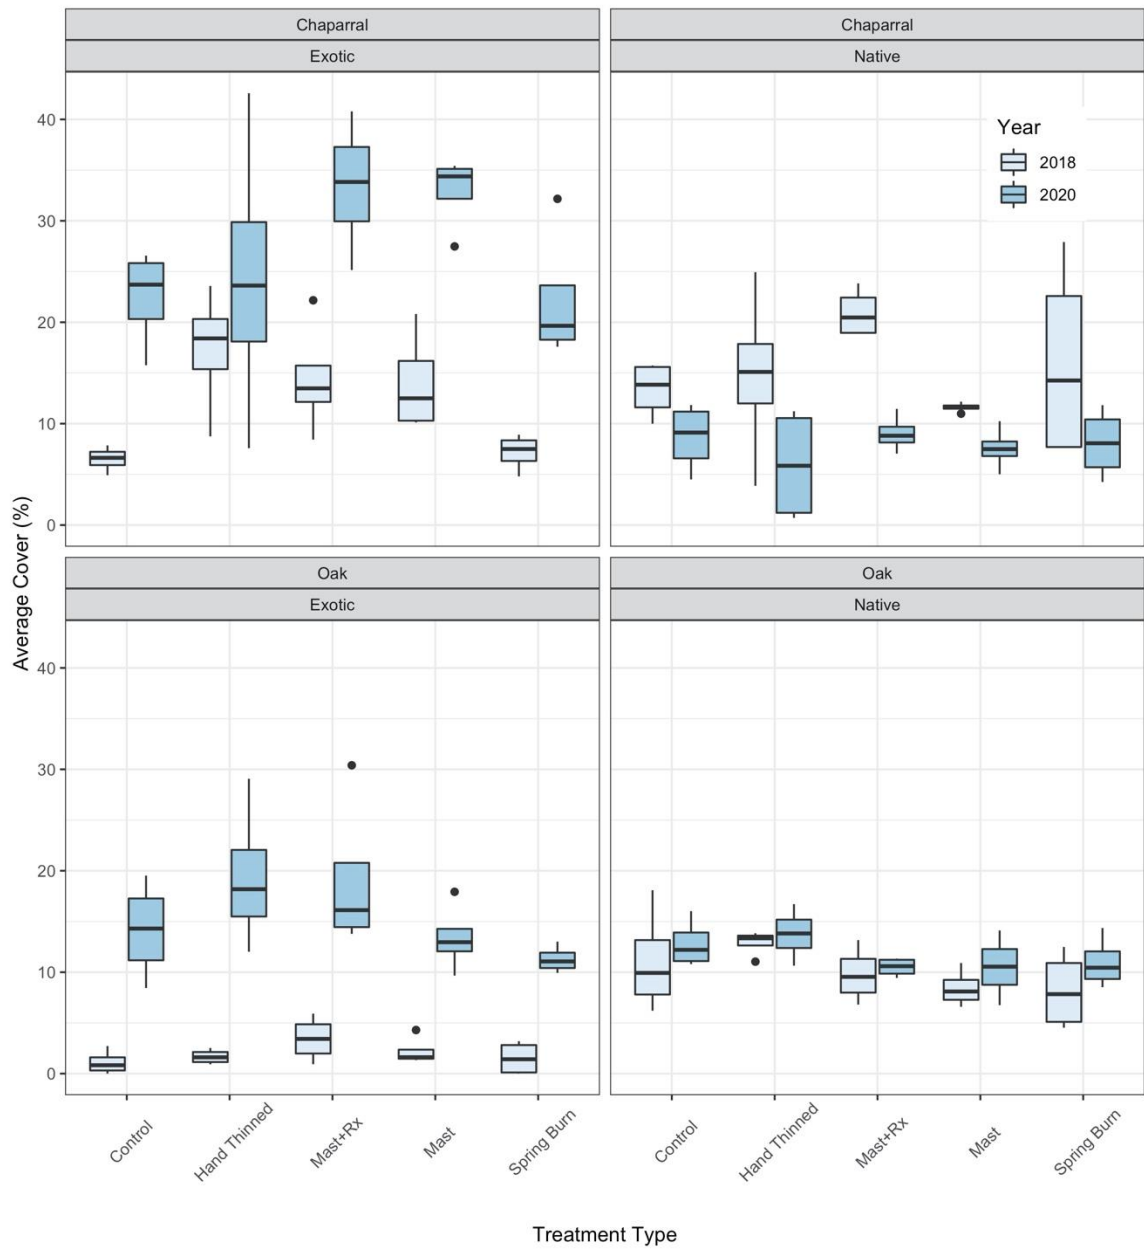 Chaparral
Exotic
Chaparral
Native
Year
2018
2020
40
30
20
10
0
Average Cover (%)
Oak
Exotic
Oak
Native
40
30
20
10
0
Control
Hand Thinned
Mast+Rx
Mast
Spring Burn
Control
Hand Thinned
Mast+Rx
Mast
Spring Burn
Treatment Type